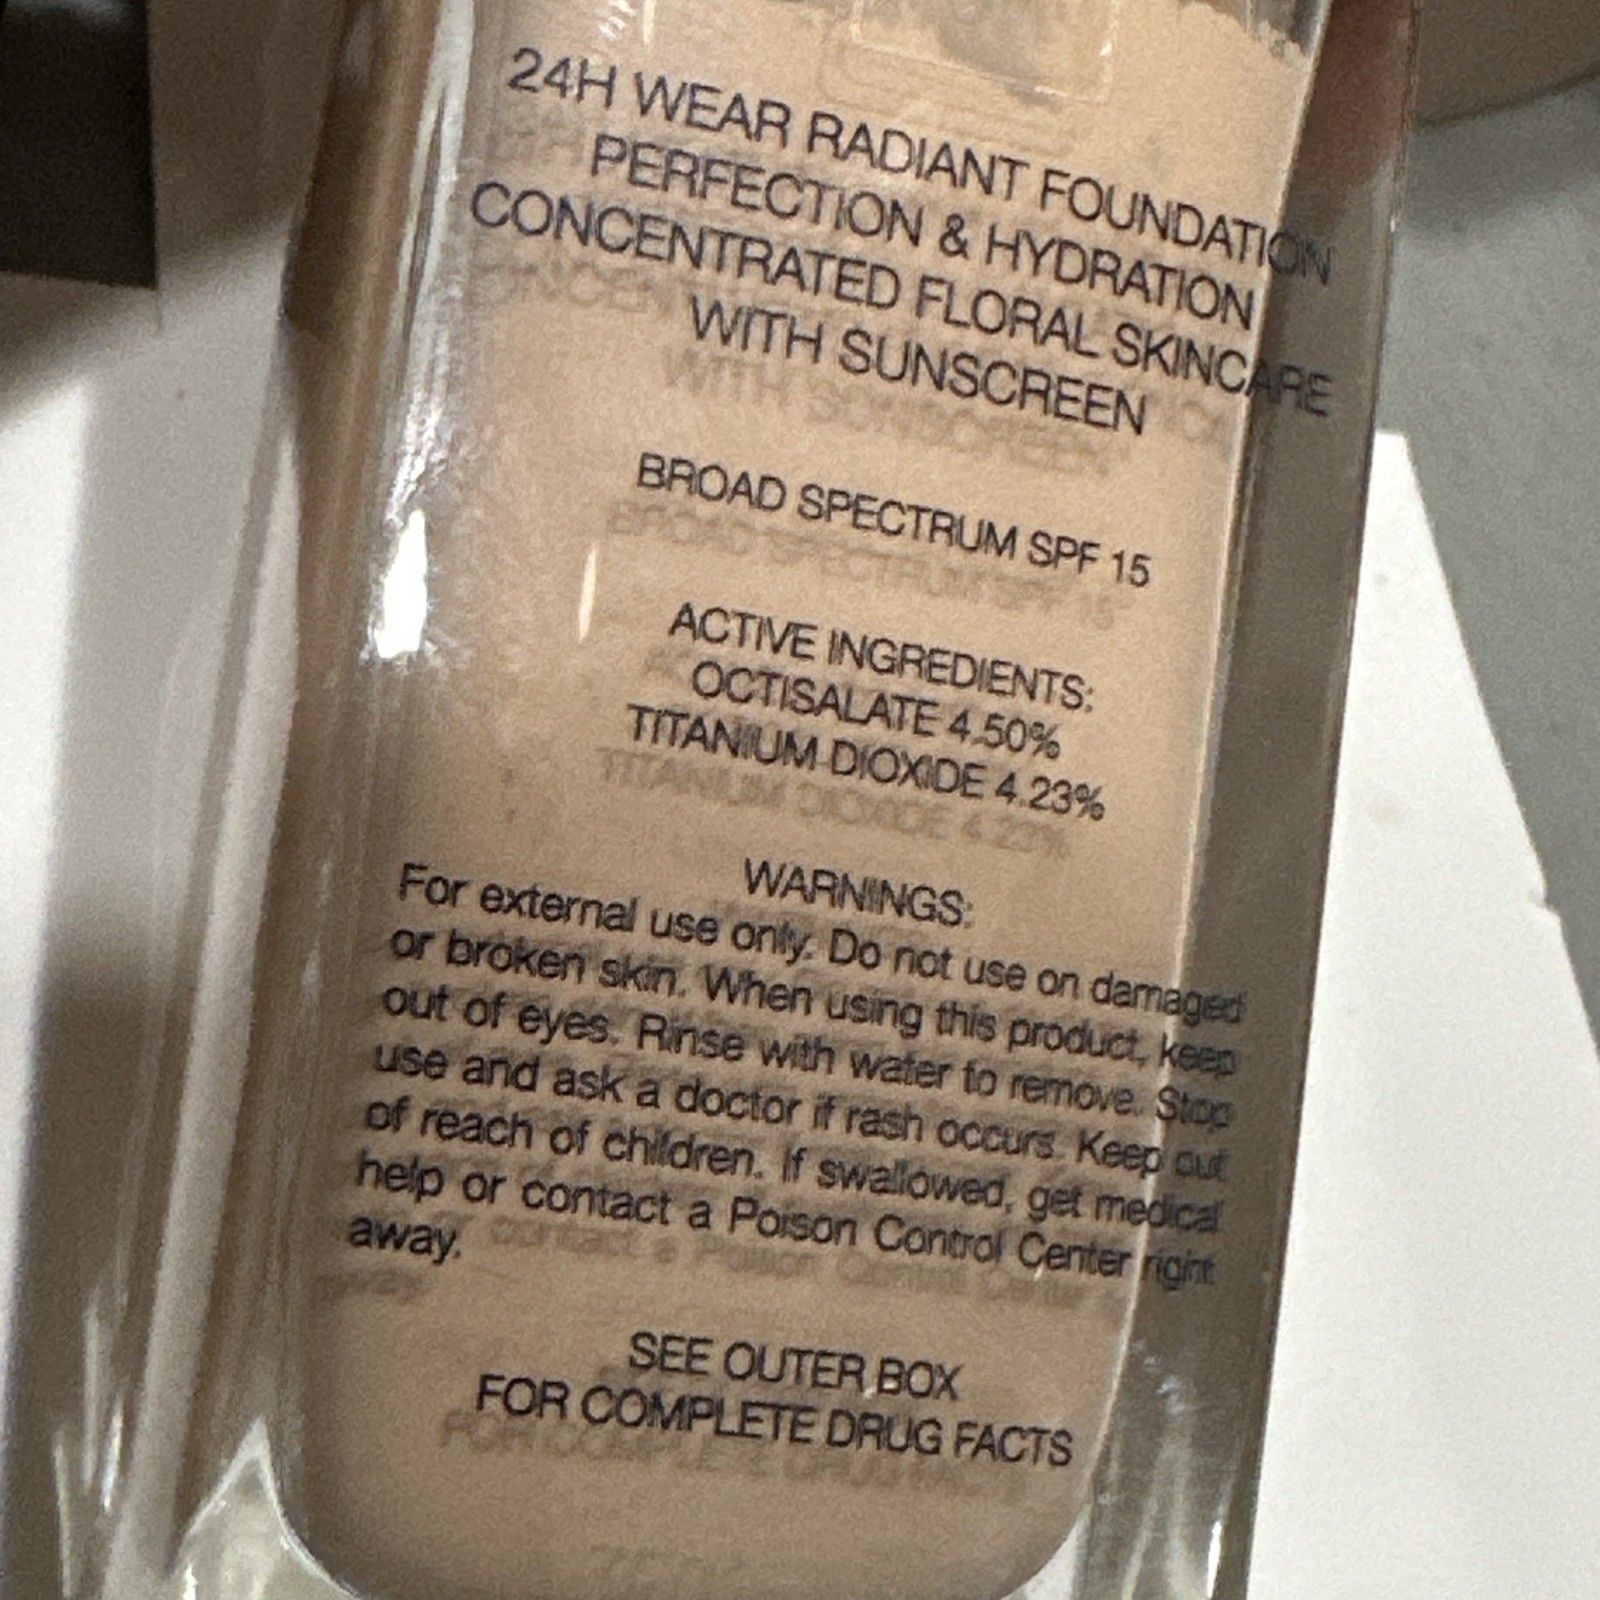 24H WEAR RADIANT FOUNDATION
PERFECTION & HYDRATION
CONCENTRATED FLORAL SKINCARE
WITH SUNSCREEN
BROAD SPECTRUM SPF 15
ACTIVE INGREDIENTS:
OCTISALATE 4.50%
TITANIUM DIOXIDE 4.23%
WARNINGS:
For external use only. Do not use on damaged
or broken skin. When using this product, keep
out of eyes. Rinse with water to remove. Stop
use and ask a doctor if rash occurs. Keep out
of reach of children. If swallowed, get medical
help or contact a Poison Control Center right
away.
SEE OUTER BOX
FOR COMPLETE DRUG FACTS